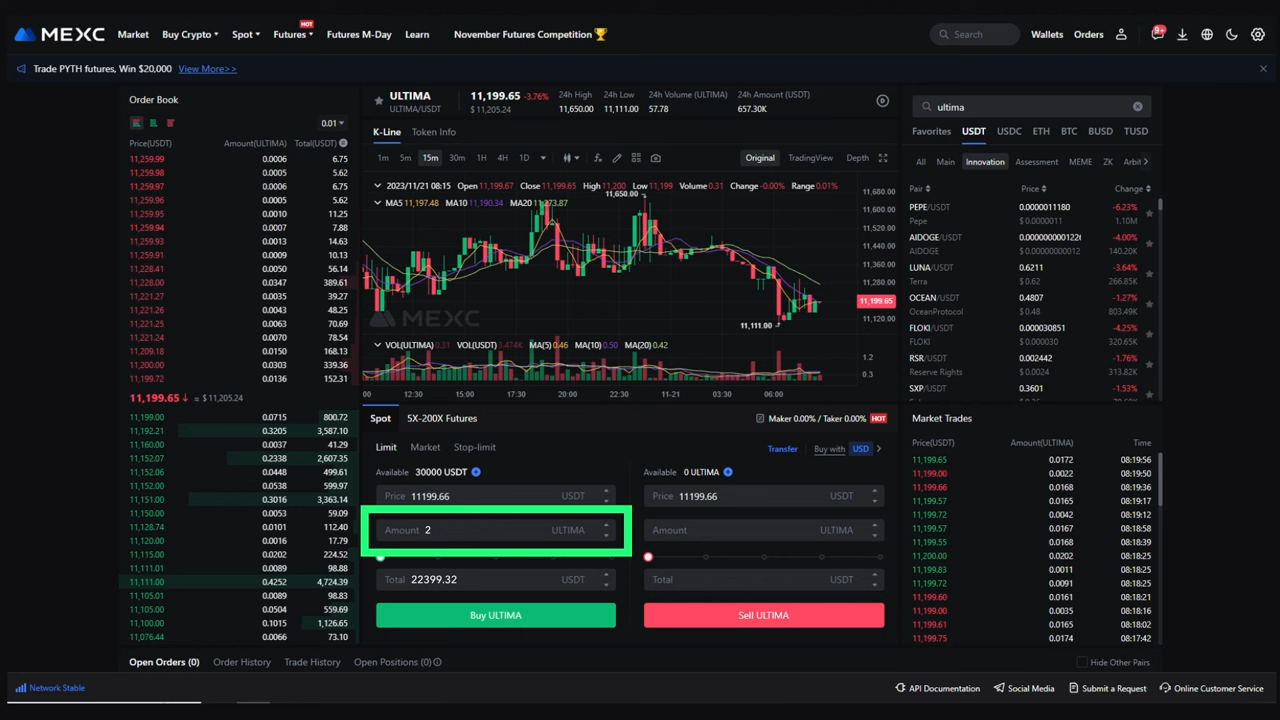 MEXC Market Buy Crypto Spot Futures HOT Futures M-Day Learn November Futures Competition Search Wallets Orders 9+
Trade PYTH futures, Win $20,000 View More>>
Order Book
0.01
Price(USDT) Amount(ULTIMA) Total(USDT)
11,259.99 0.0006 6.75
11,259.98 0.0005 5.62
11,259.97 0.0006 6.75
11,259.96 0.0005 5.62
11,259.95 0.0010 11.25
11,259.94 0.0007 7.88
11,259.93 0.0013 14.63
11,259.91 0.0009 10.13
11,228.41 0.0050 56.14
11,228.00 0.0347 389.61
11,221.27 0.0035 39.27
11,221.26 0.0043 48.25
11,221.25 0.0063 70.69
11,221.24 0.0070 78.54
11,209.18 0.0150 168.13
11,200.00 0.0303 339.36
11,199.72 0.0136 152.31
11,199.65 ↓ ≈ $ 11,205.24
11,199.00 0.0715 800.72
11,192.21 0.3205 3,587.10
11,160.00 0.0037 41.29
11,152.07 0.2338 2,607.35
11,152.06 0.0448 499.61
11,152.05 0.0538 599.97
11,151.00 0.3016 3,363.14
11,150.00 0.0053 59.09
11,128.74 0.0101 112.40
11,120.00 0.0016 17.79
11,115.00 0.0202 224.52
11,111.01 0.0089 98.88
11,111.00 0.4252 4,724.39
11,105.01 0.0089 98.83
11,105.00 0.0504 559.69
11,100.00 0.1015 1,126.65
11,076.44 0.0066 73.10
ULTIMA 11,199.65 -3.76% 24h High 24h Low 24h Volume (ULTIMA) 24h Amount (USDT)
ULTIMA/USDT $ 11,205.24 11,650.00 11,111.00 57.78 657.30K
K-Line Token Info
1m 5m 15m 30m 1H 4H 1D Original TradingView Depth
2023/11/21 08:15 Open 11,199.67 Close 11,199.65 High 11,200 Low 11,199 Volume 0.31 Change -0.00% Range 0.01%
MA5 11,197.48 MA10 11,190.34 MA20 11,273.87
11,650.00
11,680.00
11,600.00
11,520.00
11,440.00
11,360.00
11,280.00
11,199.65
11,120.00
MEXC
11,111.00
VOL(ULTIMA) 0.31 VOL(USDT) 3.474K MA(5) 0.46 MA(10) 0.50 MA(20) 0.42
1.2
0.3
00 12:30 15:00 17:30 20:00 22:30 11-21 03:30 06:00
Spot 5X-200X Futures Maker 0.00% / Taker 0.00% HOT
Limit Market Stop-limit Transfer Buy with USD
Available 30000 USDT Available 0 ULTIMA
Price 11199.66 USDT Price 11199.66 USDT
Amount 2 ULTIMA Amount ULTIMA
Total 22399.32 USDT Total USDT
Buy ULTIMA Sell ULTIMA
ultima
Favorites USDT USDC ETH BTC BUSD TUSD
All Main Innovation Assessment MEME ZK Arbit
Pair Price Change
PEPE/USDT 0.0000011180 -6.23%
Pepe $ 0.0000011 1.10M
AIDOGE/USDT 0.0000000001226 -4.00%
AIDOGE $ 0.000000000012 140.20K
LUNA/USDT 0.6211 -3.64%
Terra $ 0.62 266.85K
OCEAN/USDT 0.4807 -1.27%
OceanProtocol $ 0.48 803.49K
FLOKI/USDT 0.000030851 -4.25%
FLOKI $ 0.000030 320.65K
RSR/USDT 0.002442 -1.76%
Reserve Rights $ 0.0024 313.82K
SXP/USDT 0.3601 -1.53%
Market Trades
Price(USDT) Amount(ULTIMA) Time
11,199.65 0.0172 08:19:56
11,199.00 0.0022 08:19:50
11,199.66 0.0168 08:19:36
11,199.57 0.0165 08:19:21
11,199.72 0.0042 08:19:12
11,199.57 0.0129 08:18:58
11,199.55 0.0168 08:18:42
11,200.00 0.0128 08:18:39
11,199.83 0.0011 08:18:35
11,199.72 0.0091 08:18:25
11,199.60 0.0135 08:18:21
11,199.00 0.0035 08:18:16
11,199.61 0.0164 08:18:06
11,199.75 0.0174 08:17:42
Open Orders (0) Order History Trade History Open Positions (0) Hide Other Pairs
Network Stable API Documentation Social Media Submit a Request Online Customer Service